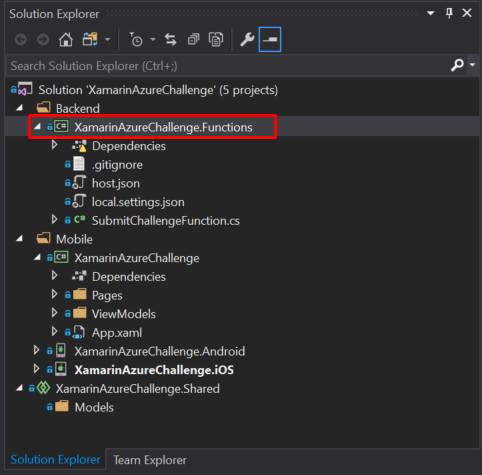 Solution Explorer
Search Solution Explorer (Ctrl+;)
Solution 'XamarinAzureChallenge' (5 projects)
Backend
C# XamarinAzureChallenge.Functions
Dependencies
.gitignore
host.json
local.settings.json
C# SubmitChallengeFunction.cs
Mobile
C# XamarinAzureChallenge
Dependencies
Pages
ViewModels
App.xaml
XamarinAzureChallenge.Android
XamarinAzureChallenge.iOS
XamarinAzureChallenge.Shared
Models
Solution Explorer Team Explorer